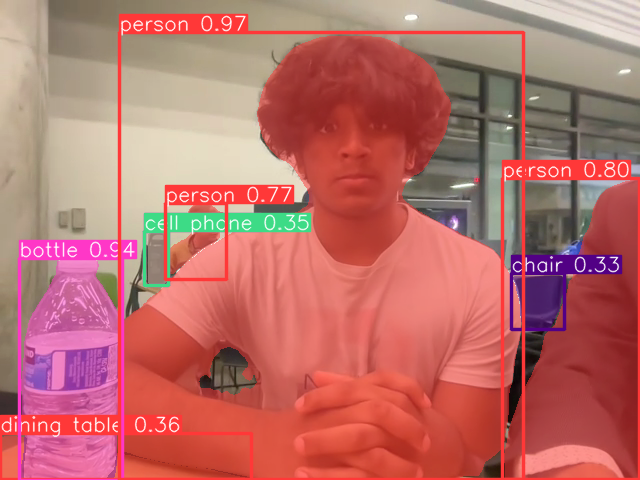 person 0.97
person 0.80
person 0.77
cell phone 0.35
bottle 0.94
chair 0.33
dining table 0.36